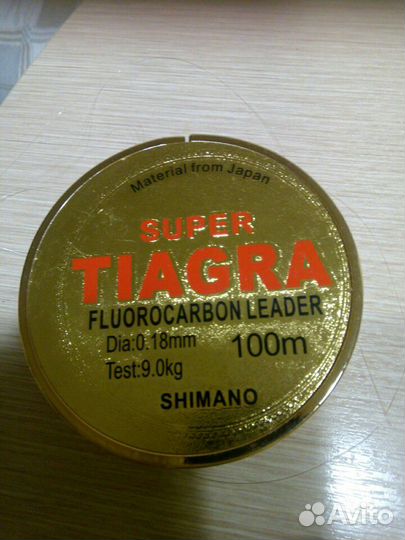 Material from Japan
SUPER
TIAGRA
FLUOROCARBON LEADER
Dia:0.18mm
100m
Test:9.0kg
SHIMANO
Avito